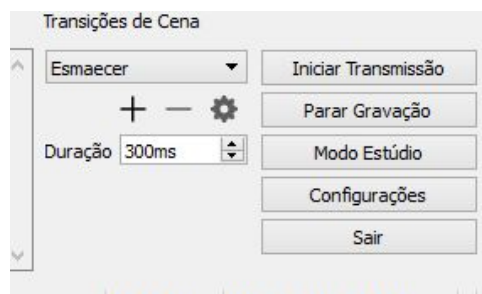 Transições de Cena
Esmaecer
Duração 300ms
Iniciar Transmissão
Parar Gravação
Modo Estúdio
Configurações
Sair